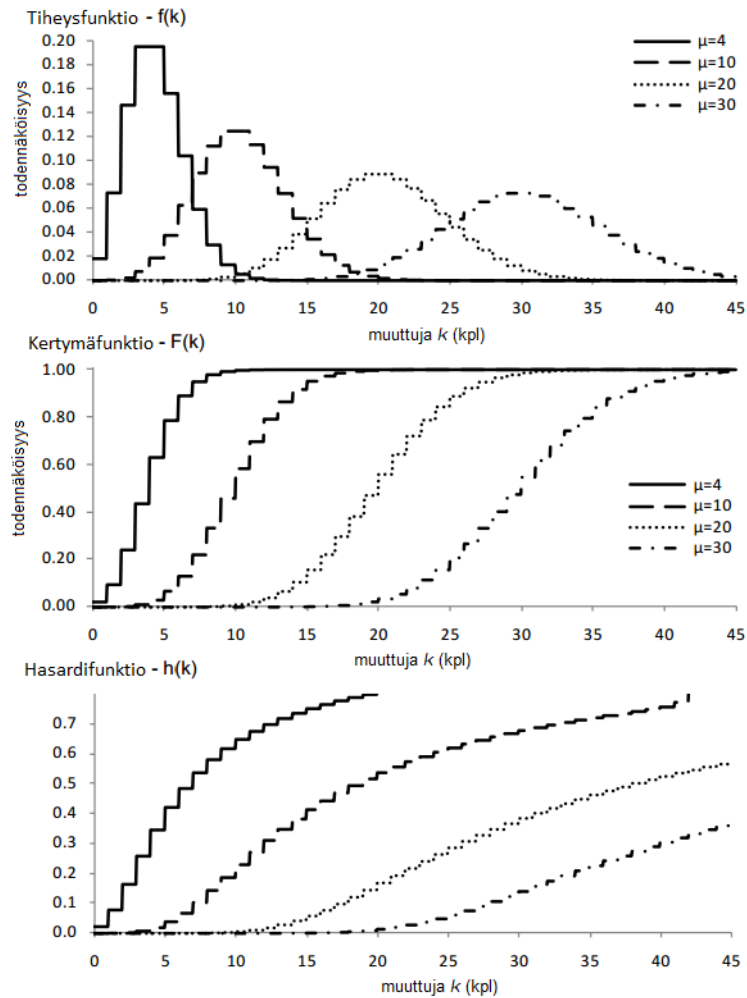 Tiheysfunktio - f(k)
todennäköisyys
0.20
0.18
0.16
0.14
0.12
0.10
0.08
0.06
0.04
0.02
0.00
μ=4
μ=10
μ=20
μ=30
0 5 10 15 20 25 30 35 40 45
muuttuja k (kpl)
Kertymäfunktio - F(k)
todennäköisyys
1.00
0.80
0.60
0.40
0.20
0.00
μ=4
μ=10
μ=20
μ=30
0 5 10 15 20 25 30 35 40 45
muuttuja k (kpl)
Hasardifunktio - h(k)
0.7
0.6
0.5
0.4
0.3
0.2
0.1
0.0
0 5 10 15 20 25 30 35 40 45
muuttuja k (kpl)